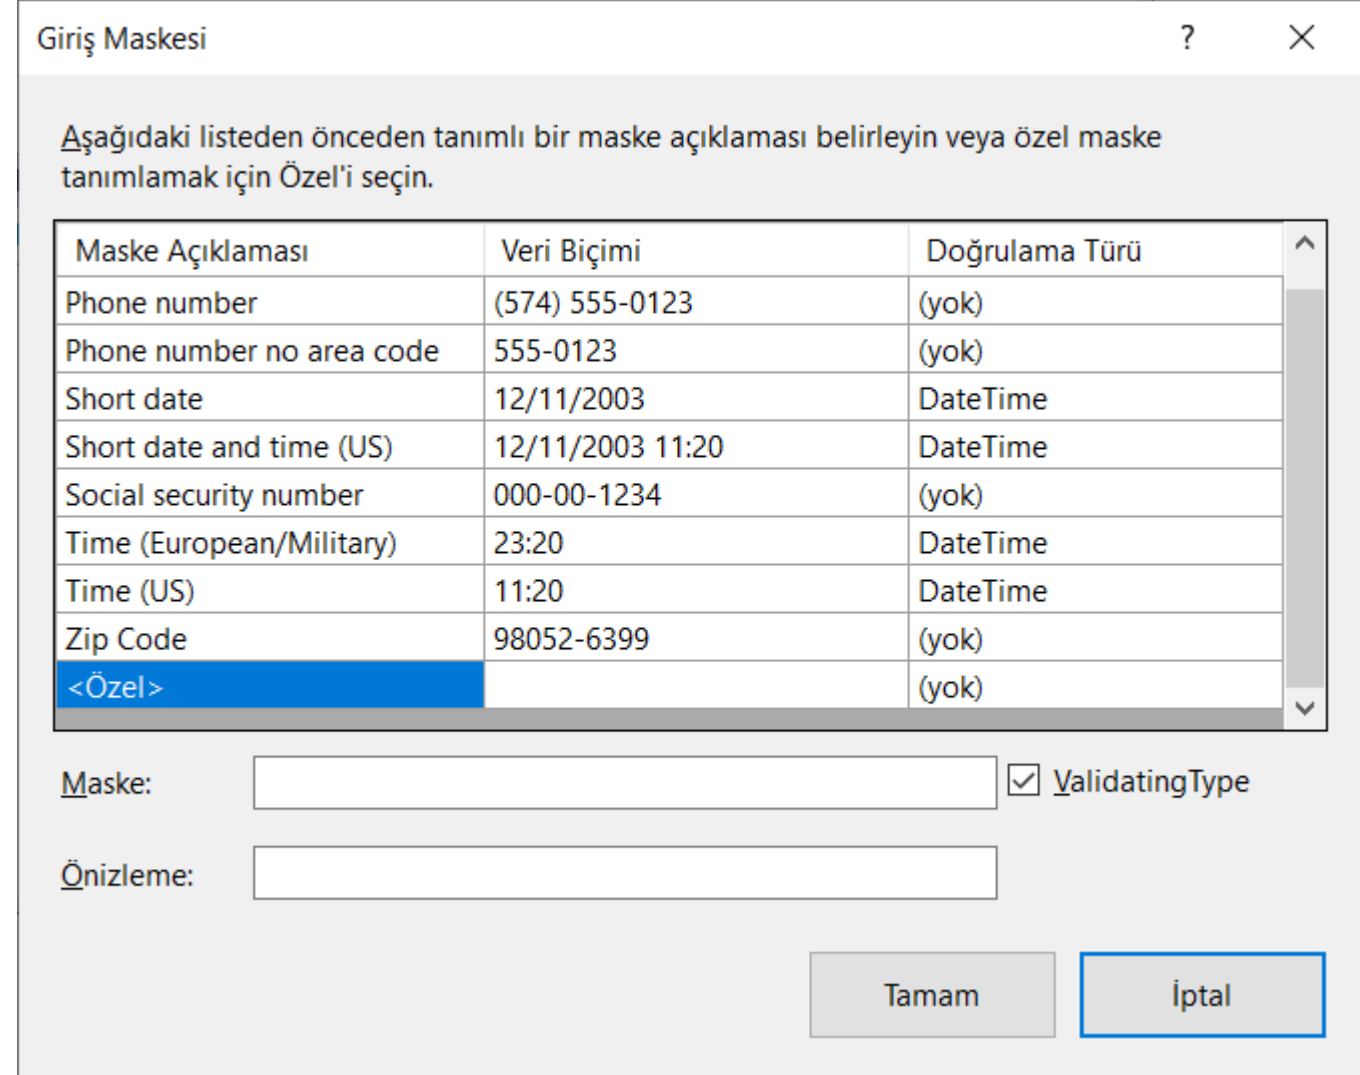 Giriş Maskesi ?
Aşağıdaki listeden önceden tanımlı bir maske açıklaması belirleyin veya özel maske
tanımlamak için Özel'i seçin.
Maske Açıklaması Veri Biçimi Doğrulama Türü
Phone number (574) 555-0123 (yok)
Phone number no area code 555-0123 (yok)
Short date 12/11/2003 DateTime
Short date and time (US) 12/11/2003 11:20 DateTime
Social security number 000-00-1234 (yok)
Time (European/Military) 23:20 DateTime
Time (US) 11:20 DateTime
Zip Code 98052-6399 (yok)
<Özel> (yok)
Maske: ValidatingType
Önizleme:
Tamam İptal